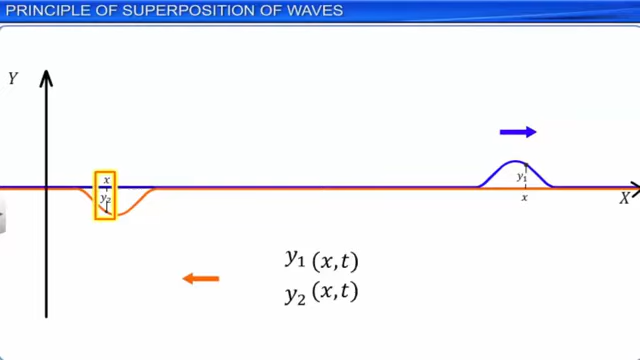 PRINCIPLE OF SUPERPOSITION OF WAVES
Y
x
y₂
y₁
x
X
y₁ (x,t)
y₂ (x,t)